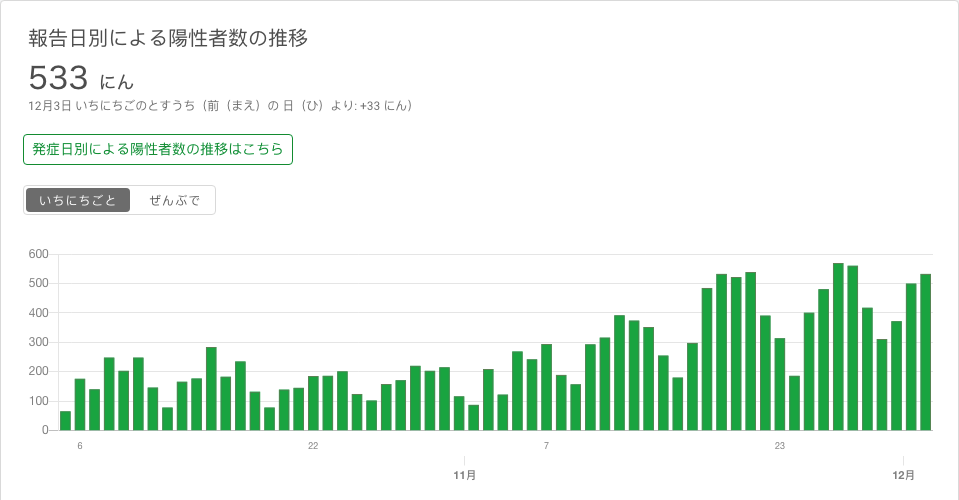 報告日別による陽性者数の推移
533 にん
12月3日 いちにちごのとすうち（前（まえ）の 日（ひ）より: +33 にん）
発症日別による陽性者数の推移はこちら
いちにちごと ぜんぶで
600
500
400
300
200
100
0
6 22 7 23
11月 12月